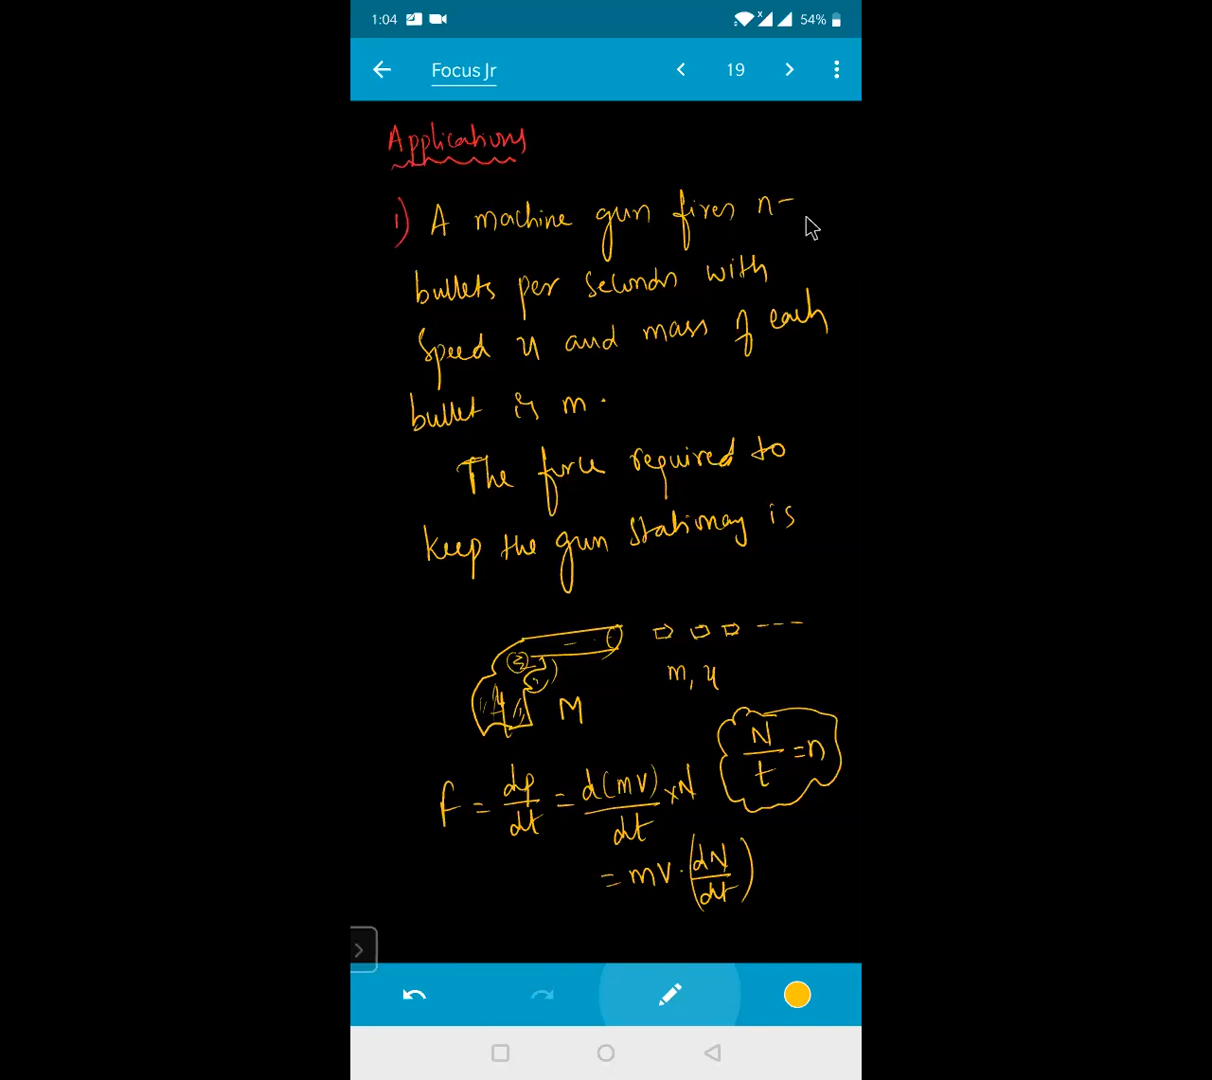 1:04 54%
Focus Jr 19
Applications
1) A machine gun fires n-
bullets per seconds with
speed u and mass of each
bullet is m.
The force required to
keep the gun stationay is
m, u
M
N/t = n
F = dp/dt = d(mv)/dt × N
= mv · (dN/dt)